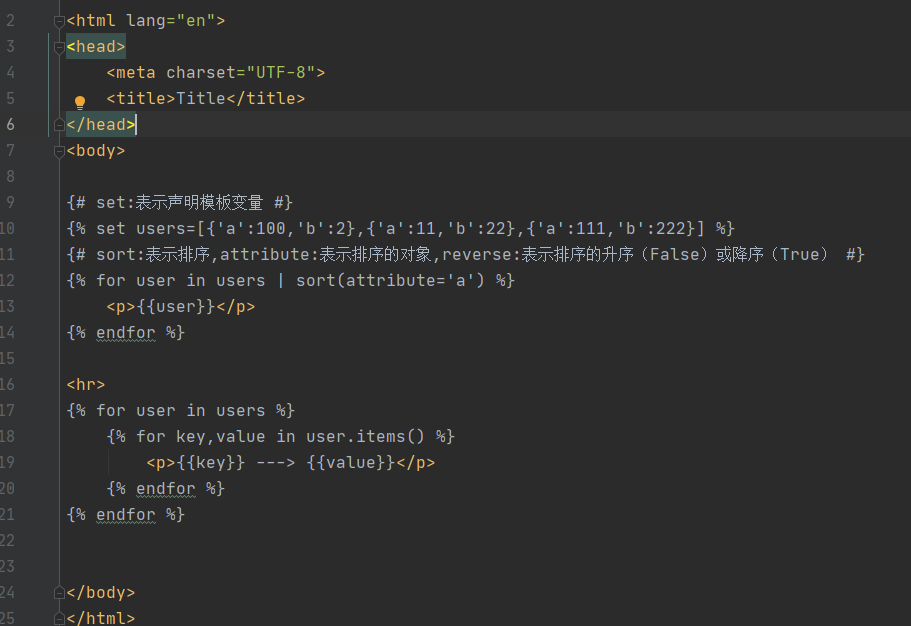 2 <html lang="en">
3 <head>
4     <meta charset="UTF-8">
5     <title>Title</title>
6 </head>
7 <body>
8
9 {# set:表示声明模板变量 #}
10 {% set users=[{'a':100,'b':2},{'a':11,'b':22},{'a':111,'b':222}] %}
11 {# sort:表示排序,attribute:表示排序的对象,reverse:表示排序的升序（False）或降序（True） #}
12 {% for user in users | sort(attribute='a') %}
13     <p>{{user}}</p>
14 {% endfor %}
15
16 <hr>
17 {% for user in users %}
18     {% for key,value in user.items() %}
19         <p>{{key}} ---> {{value}}</p>
20     {% endfor %}
21 {% endfor %}
22
23
24 </body>
25 </html>